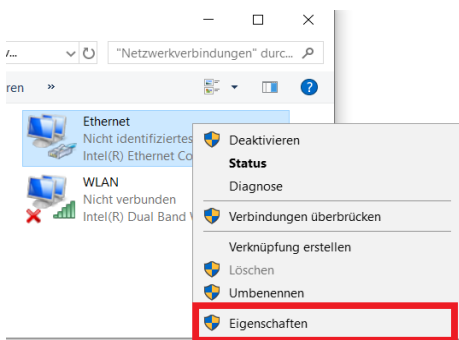 "Netzwerkverbindungen" durc...
ren »
Ethernet
Nicht identifiziertes
Intel(R) Ethernet Co
WLAN
Nicht verbunden
Intel(R) Dual Band
Deaktivieren
Status
Diagnose
Verbindungen überbrücken
Verknüpfung erstellen
Löschen
Umbenennen
Eigenschaften